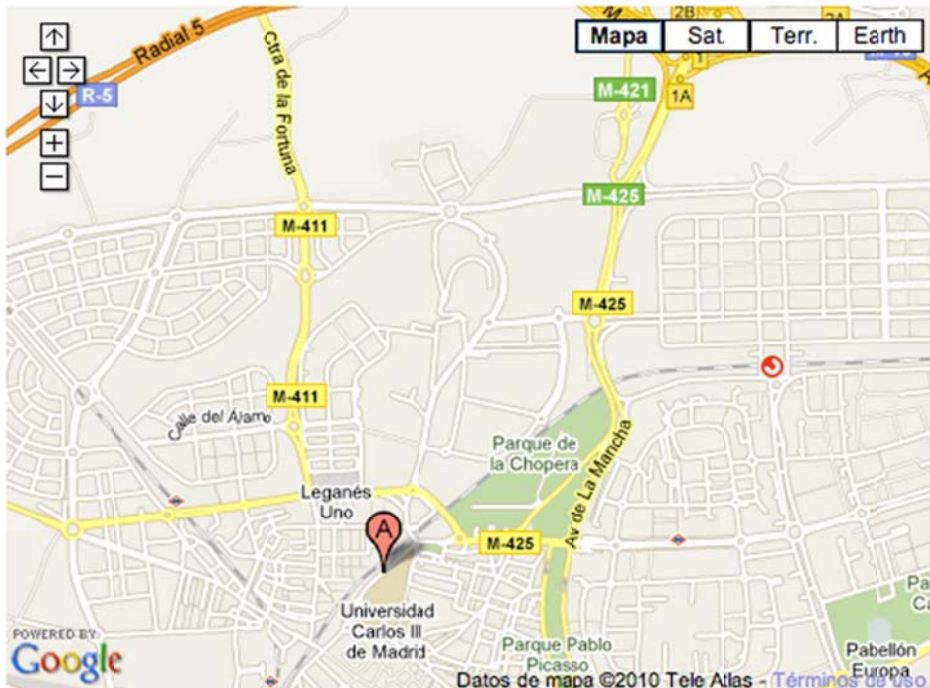 Radial 5
R-5
Ctra de la Fortuna
M
2B
2A
1
Mapa
Sat.
Terr.
Earth
M-421
1A
M-425
M-411
M-425
M-411
Calle del Álamo
Parque de
la Chopera
Av de La Mancha
Leganés
Uno
A
M-425
Universidad
Carlos III
de Madrid
Parque Pablo
Picasso
Pabellón
Europa
POWERED BY
Google
Datos de mapa ©2010 Tele Atlas - Términos de uso